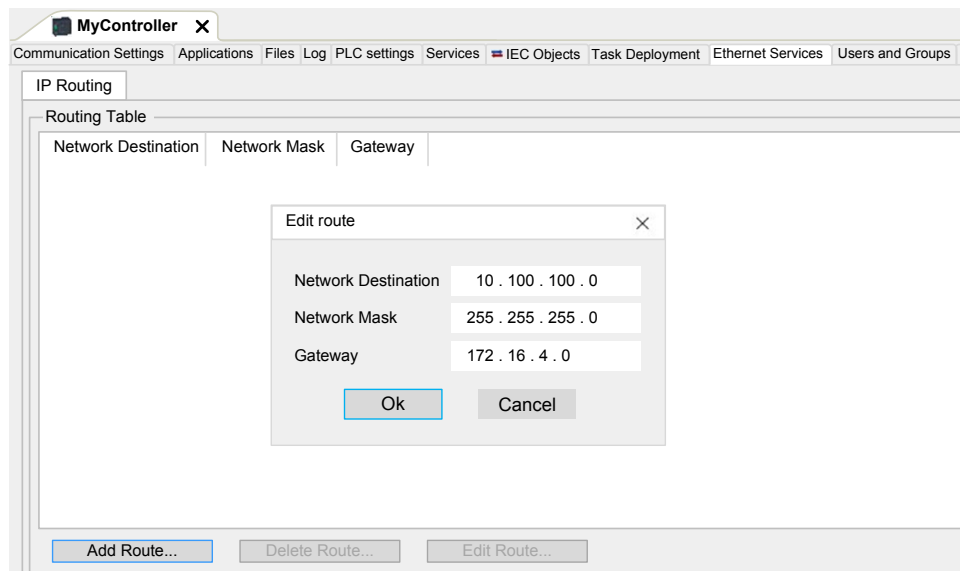 MyController X
Communication Settings Applications Files Log PLC settings Services IEC Objects Task Deployment Ethernet Services Users and Groups
IP Routing
Routing Table
Network Destination Network Mask Gateway
Edit route
Network Destination 10 . 100 . 100 . 0
Network Mask 255 . 255 . 255 . 0
Gateway 172 . 16 . 4 . 0
Ok Cancel
Add Route... Delete Route... Edit Route...